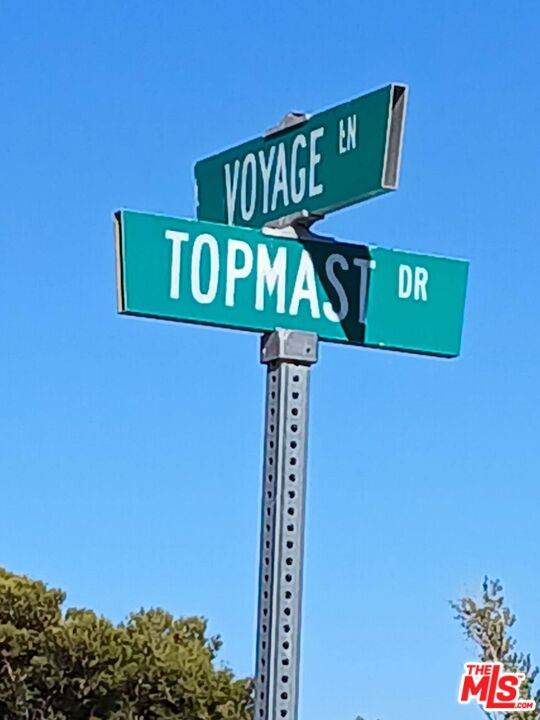 VOYAGE LN
TOPMAST DR
THE
MLS
.COM